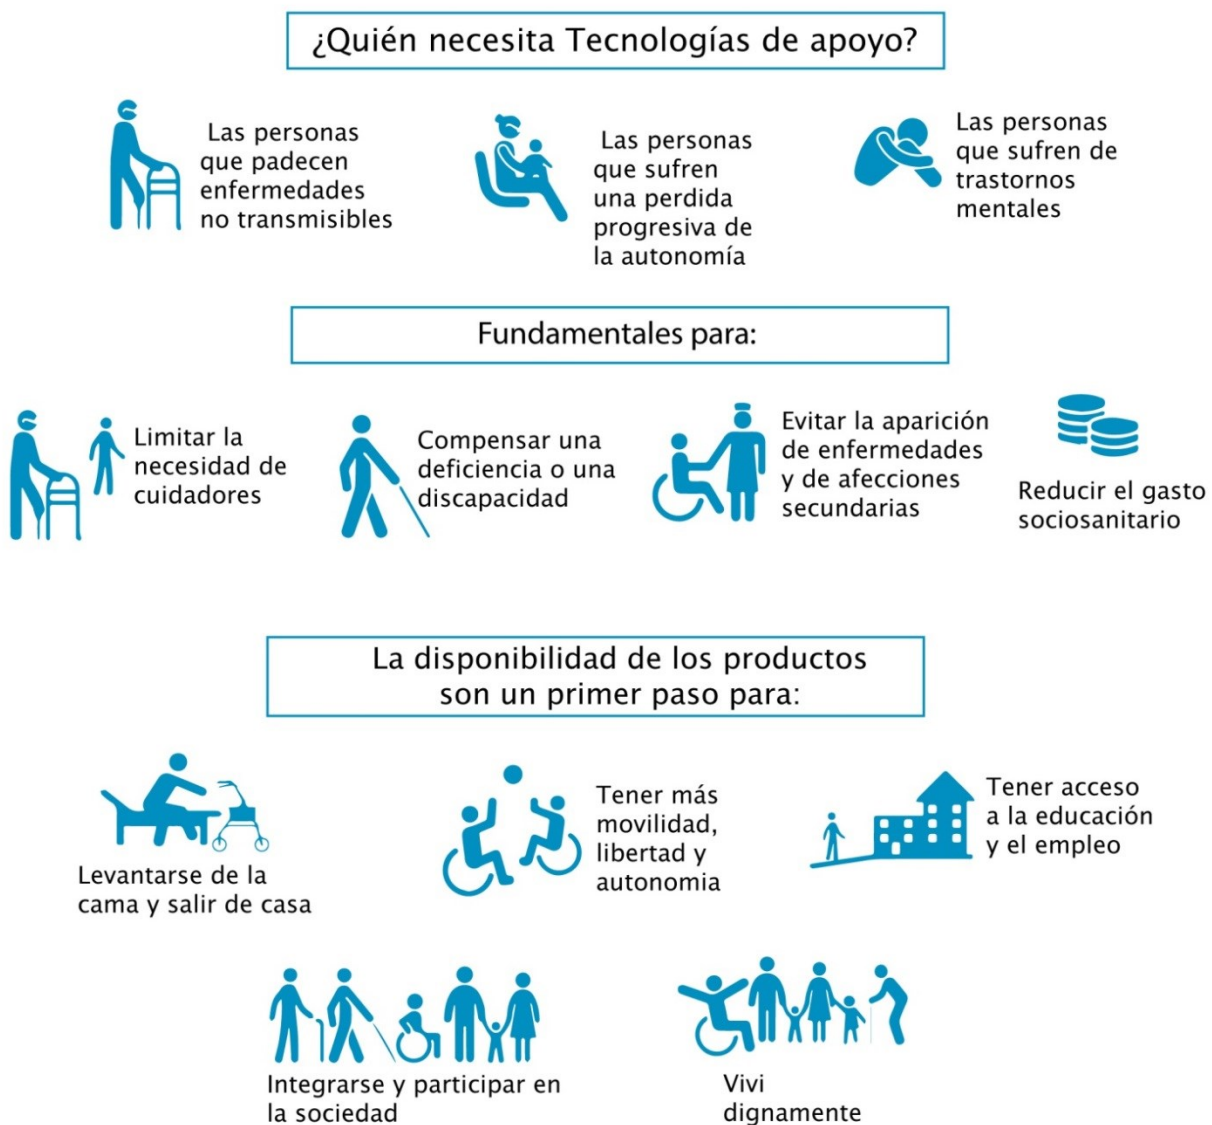 ¿Quién necesita Tecnologías de apoyo?
Las personas
que padecen
enfermedades
no transmisibles
Las personas
que sufren
una perdida
progresiva de
la autonomía
Las personas
que sufren de
trastornos
mentales
Fundamentales para:
Limitar la
necesidad de
cuidadores
Compensar una
deficiencia o una
discapacidad
Evitar la aparición
de enfermedades
y de afecciones
secundarias
Reducir el gasto
sociosanitario
La disponibilidad de los productos
son un primer paso para:
Levantarse de la
cama y salir de casa
Tener más
movilidad,
libertad y
autonomia
Tener acceso
a la educación
y el empleo
Integrarse y participar en
la sociedad
Vivi
dignamente